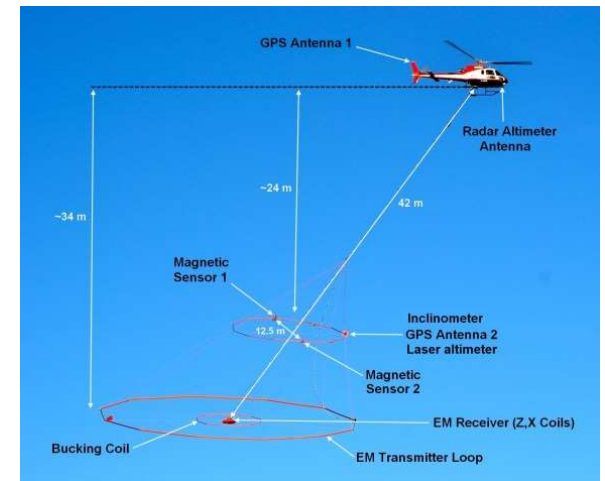 GPS Antenna 1
Radar Altimeter
Antenna
~24 m
42 m
~34 m
Magnetic
Sensor 1
12.5 m
Inclinometer
GPS Antenna 2
Laser altimeter
Magnetic
Sensor 2
EM Receiver (Z,X Coils)
Bucking Coil
EM Transmitter Loop